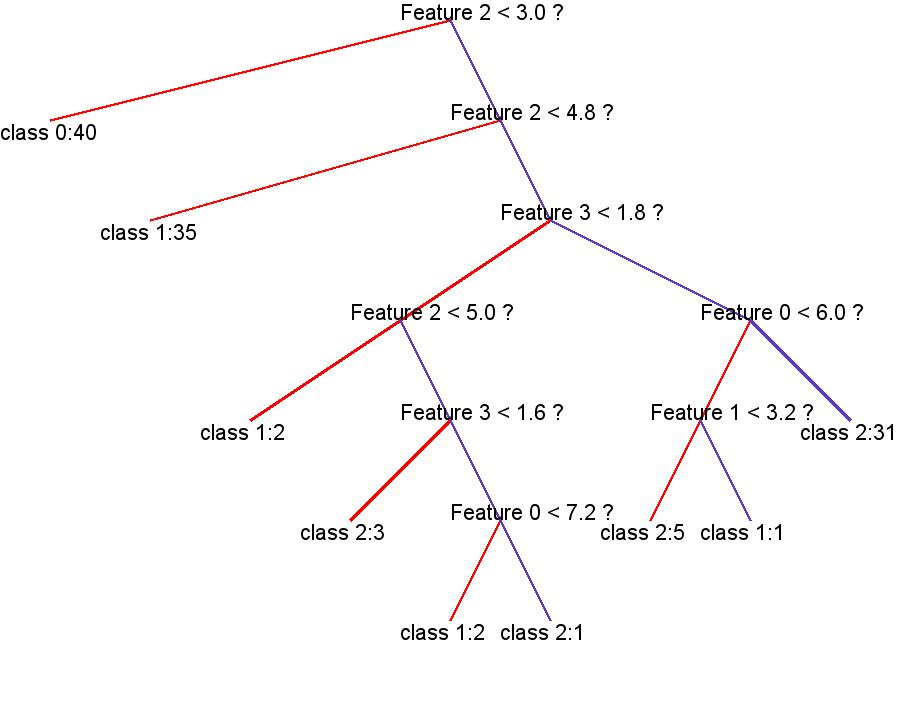 Feature 2 < 3.0 ?
Feature 2 < 4.8 ?
class 0:40
Feature 3 < 1.8 ?
class 1:35
Feature 2 < 5.0 ?
Feature 0 < 6.0 ?
Feature 3 < 1.6 ?
Feature 1 < 3.2 ?
class 1:2
class 2:31
Feature 0 < 7.2 ?
class 2:3
class 2:5
class 1:1
class 1:2
class 2:1